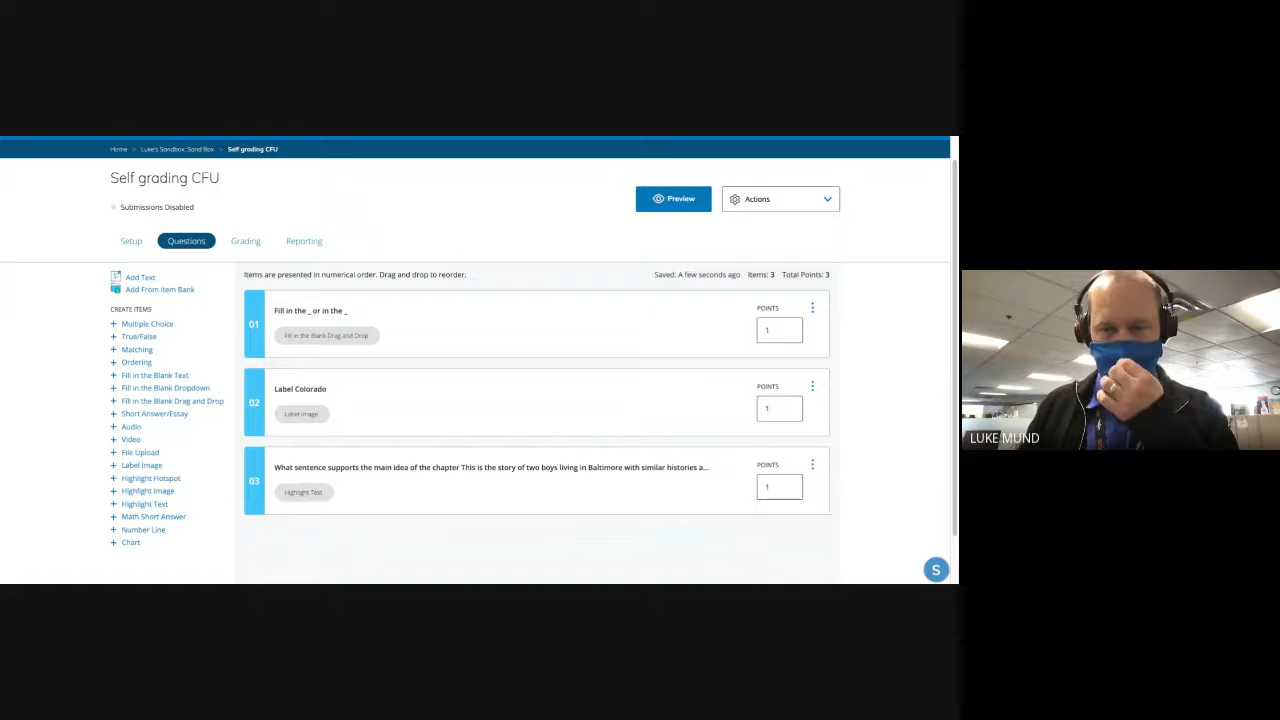 Home > Luke's Sandbox: Sand Box > Self grading CFU
Self grading CFU
Submissions Disabled
Preview
Actions
Setup
Questions
Grading
Reporting
Add Text
Add From Item Bank
CREATE ITEMS
+ Multiple Choice
+ True/False
+ Matching
+ Ordering
+ Fill in the Blank Text
+ Fill in the Blank Dropdown
+ Fill in the Blank Drag and Drop
+ Short Answer/Essay
+ Audio
+ Video
+ File Upload
+ Label Image
+ Highlight Hotspot
+ Highlight Image
+ Highlight Text
+ Math Short Answer
+ Number Line
+ Chart
Items are presented in numerical order. Drag and drop to reorder.
Saved: A few seconds ago Items: 3 Total Points: 3
01
Fill in the _ or in the _
Fill in the Blank Drag and Drop
POINTS
1
02
Label Colorado
Label Image
POINTS
1
03
What sentence supports the main idea of the chapter This is the story of two boys living in Baltimore with similar histories a...
Highlight Text
POINTS
1
S
LUKE MUND